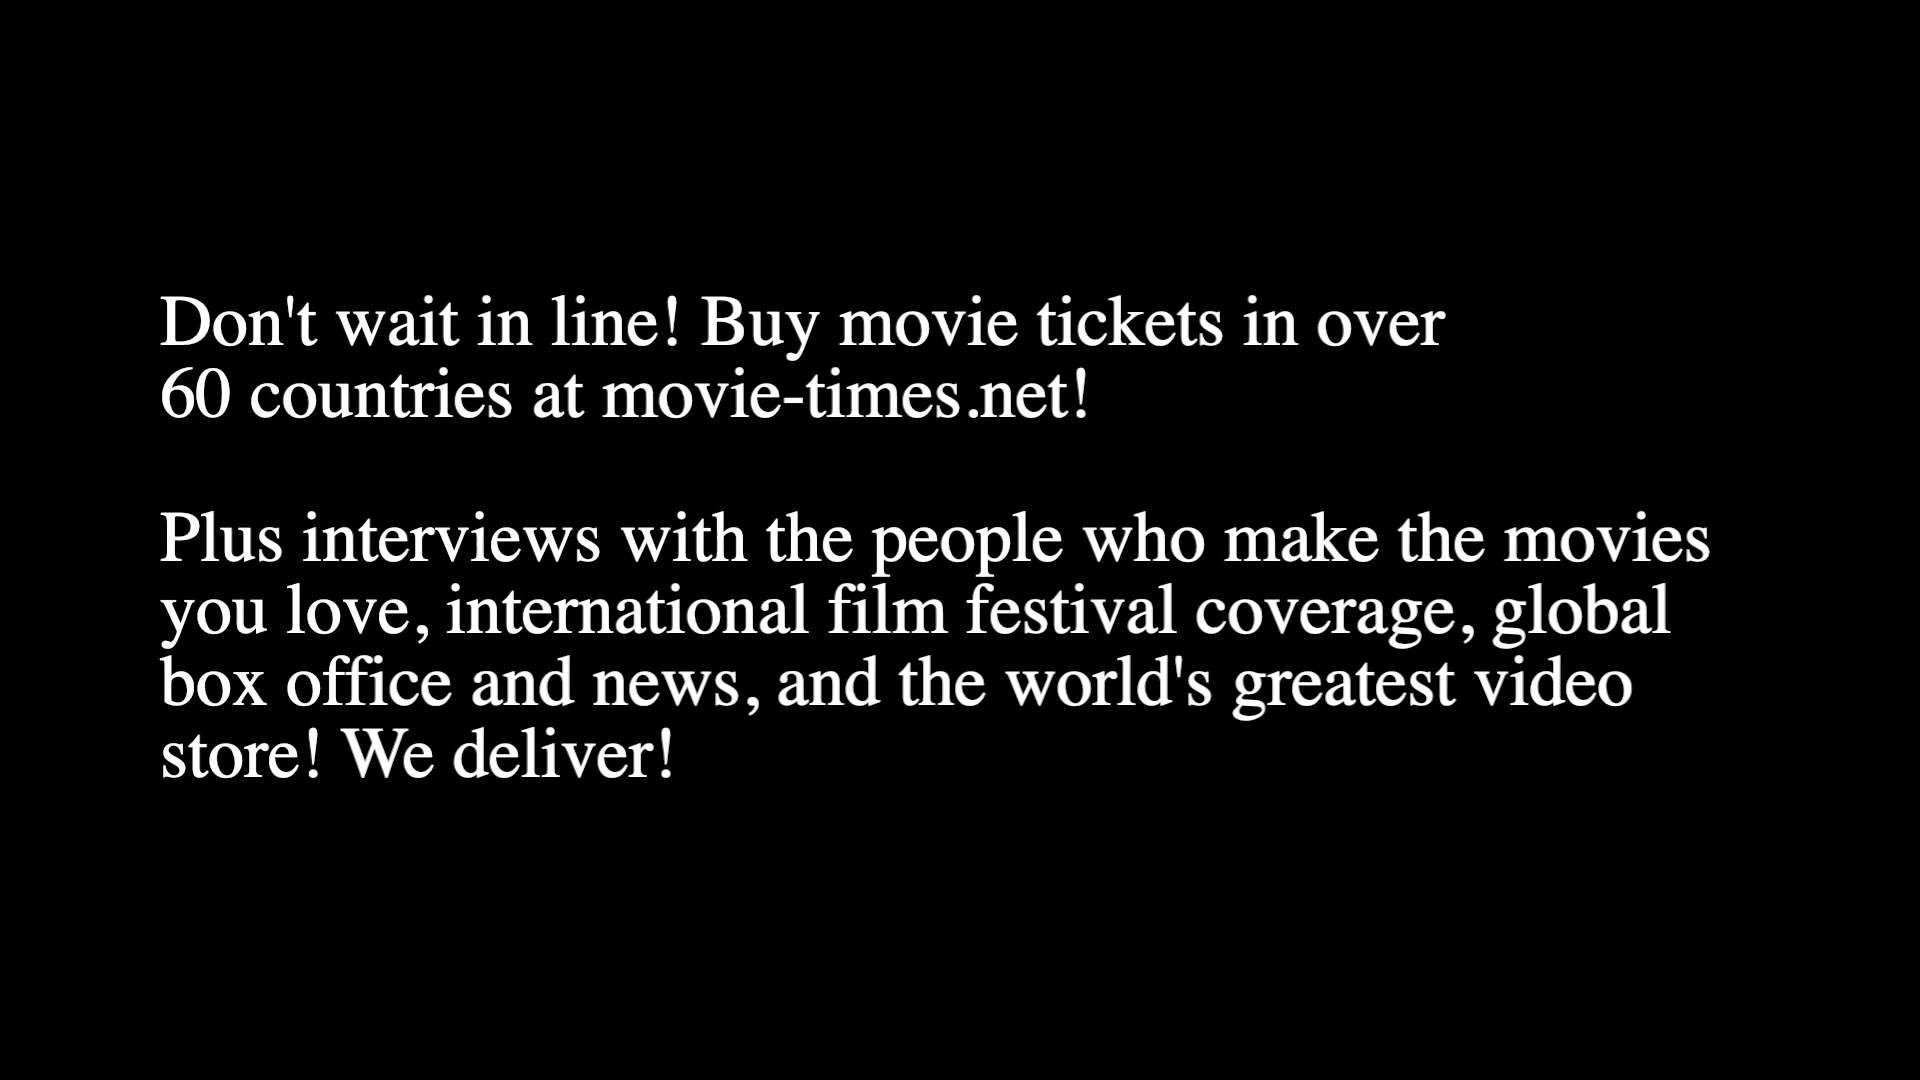 Don't wait in line! Buy movie tickets in over
60 countries at movie-times.net!
Plus interviews with the people who make the movies
you love, international film festival coverage, global
box office and news, and the world's greatest video
store! We deliver!